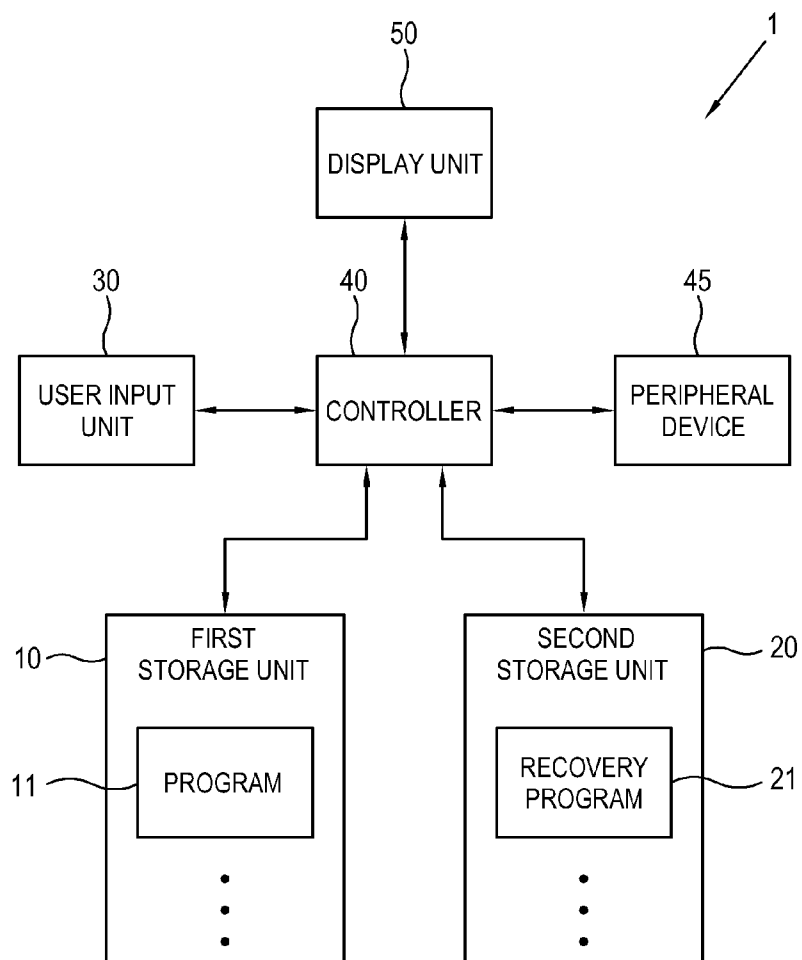 1
50
DISPLAY UNIT
30
40
45
USER INPUT
UNIT
CONTROLLER
PERIPHERAL
DEVICE
10
FIRST
STORAGE UNIT
SECOND
STORAGE UNIT
20
11
PROGRAM
RECOVERY
PROGRAM
21